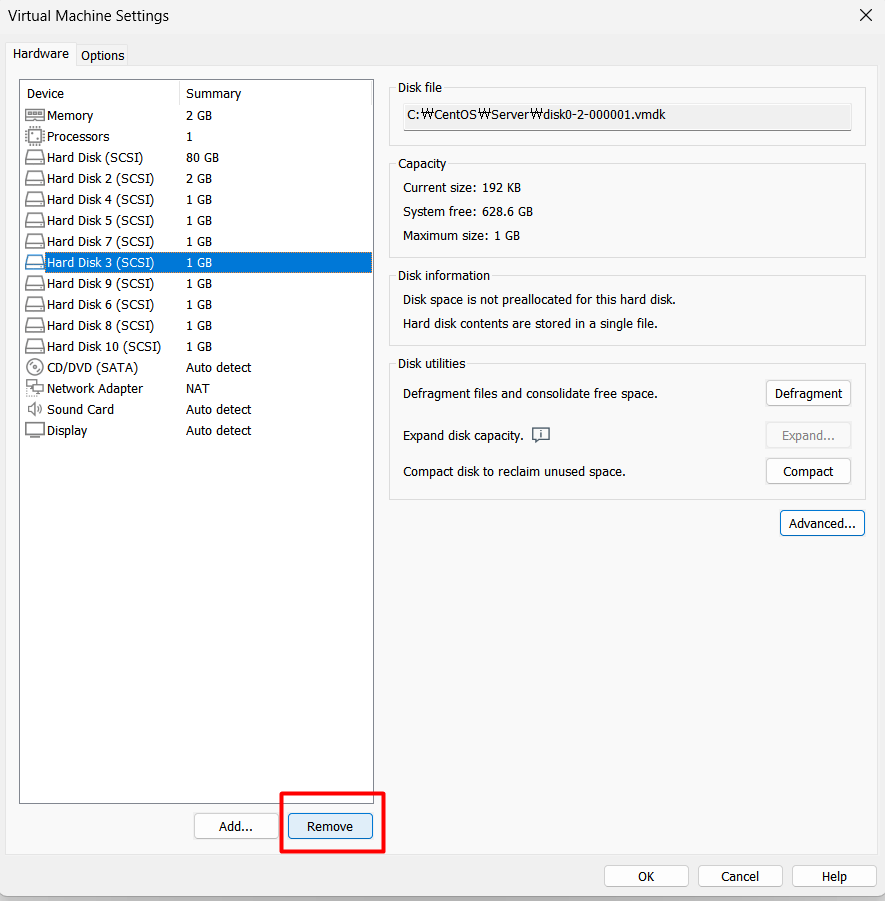 Virtual Machine Settings
Hardware Options
Device Summary
Memory 2 GB
Processors 1
Hard Disk (SCSI) 80 GB
Hard Disk 2 (SCSI) 2 GB
Hard Disk 4 (SCSI) 1 GB
Hard Disk 5 (SCSI) 1 GB
Hard Disk 7 (SCSI) 1 GB
Hard Disk 3 (SCSI) 1 GB
Hard Disk 9 (SCSI) 1 GB
Hard Disk 6 (SCSI) 1 GB
Hard Disk 8 (SCSI) 1 GB
Hard Disk 10 (SCSI) 1 GB
CD/DVD (SATA) Auto detect
Network Adapter NAT
Sound Card Auto detect
Display Auto detect
Add... Remove
Disk file
C:₩CentOS₩Server₩disk0-2-000001.vmdk
Capacity
Current size: 192 KB
System free: 628.6 GB
Maximum size: 1 GB
Disk information
Disk space is not preallocated for this hard disk.
Hard disk contents are stored in a single file.
Disk utilities
Defragment files and consolidate free space. Defragment
Expand disk capacity. Expand...
Compact disk to reclaim unused space. Compact
Advanced...
OK Cancel Help